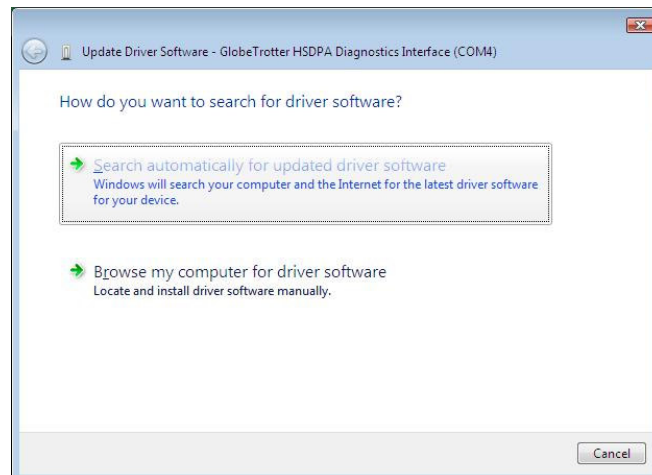 Update Driver Software - GlobeTrotter HSDPA Diagnostics Interface (COM4)
How do you want to search for driver software?
Search automatically for updated driver software
Windows will search your computer and the Internet for the latest driver software
for your device.
Browse my computer for driver software
Locate and install driver software manually.
Cancel